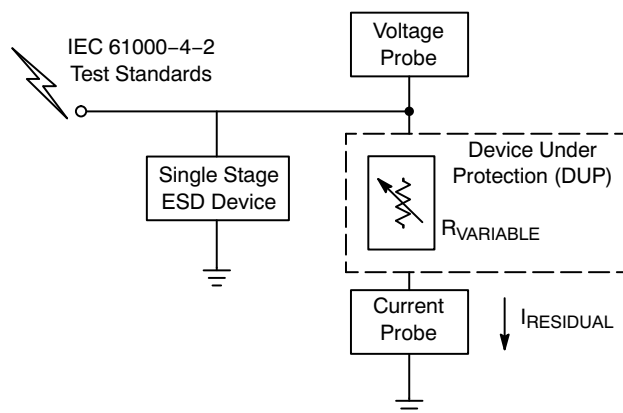 IEC 61000−4−2
Test Standards
Voltage
Probe
Single Stage
ESD Device
Device Under
Protection (DUP)
RVARIABLE
Current
Probe
IRESIDUAL